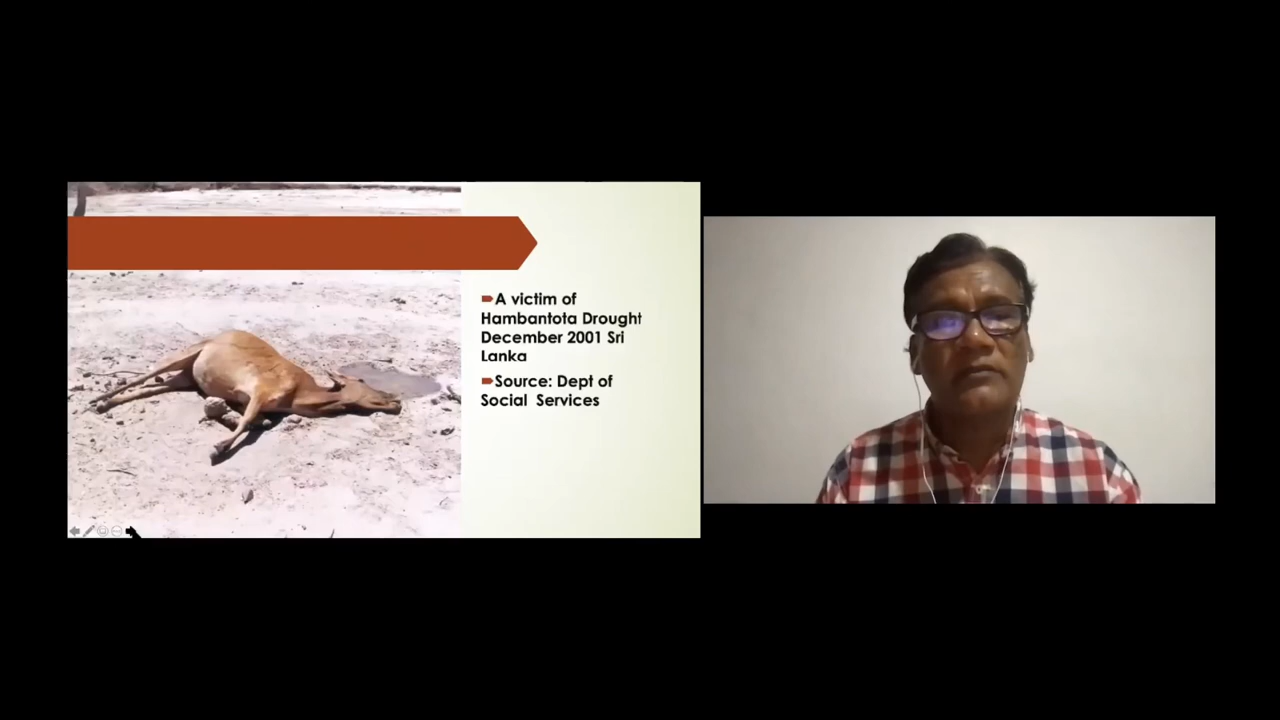 A victim of
Hambantota Drought
December 2001 Sri
Lanka
Source: Dept of
Social Services